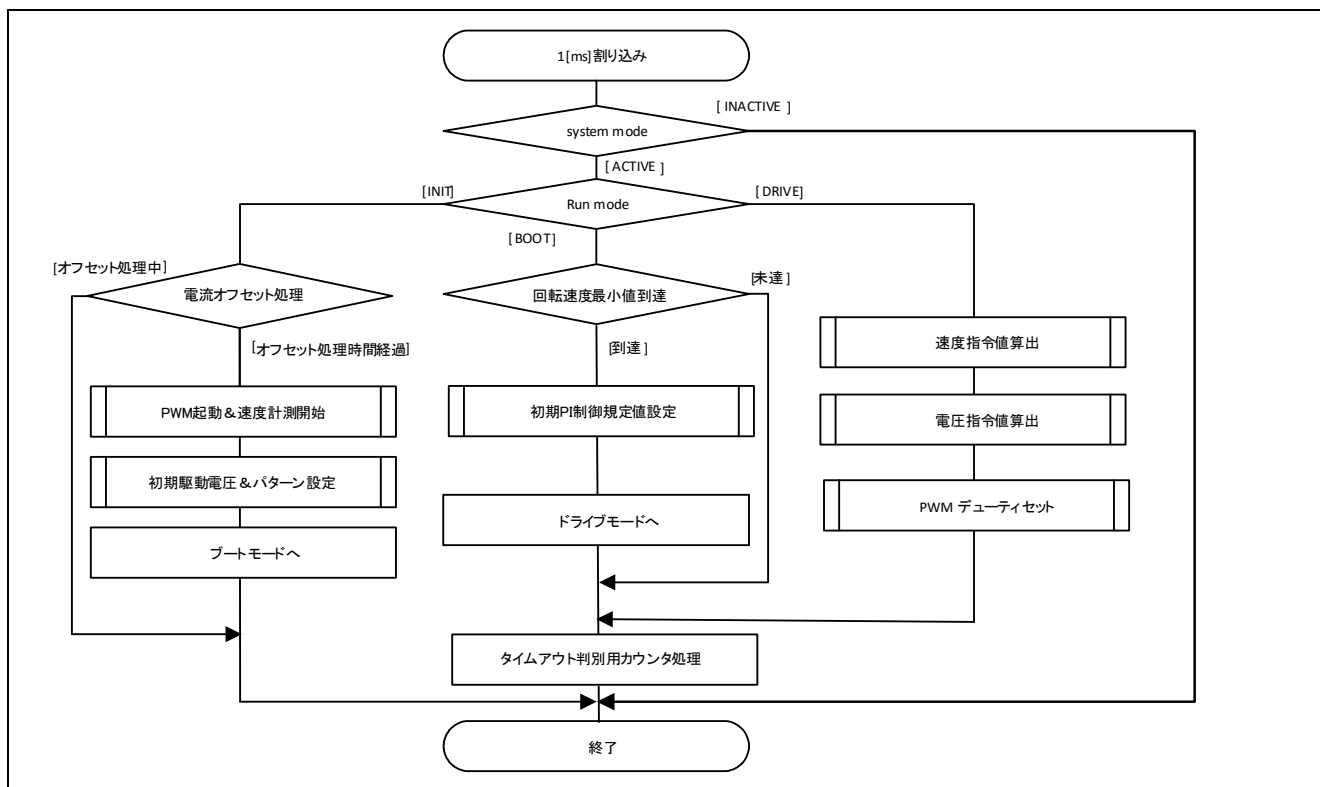 1[ms]割り込み
[ INACTIVE ]
system mode
[ ACTIVE ]
[INIT]
Run mode
[ DRIVE]
[ BOOT]
[オフセット処理中]
電流オフセット処理
回転速度最小値到達
[未達]
[オフセット処理時間経過]
[到達]
速度指令値算出
PWM起動&速度計測開始
初期PI制御規定値設定
電圧指令値算出
初期駆動電圧&パターン設定
PWM デューティセット
ドライブモードへ
ブートモードへ
タイムアウト判別用カウンタ処理
終了